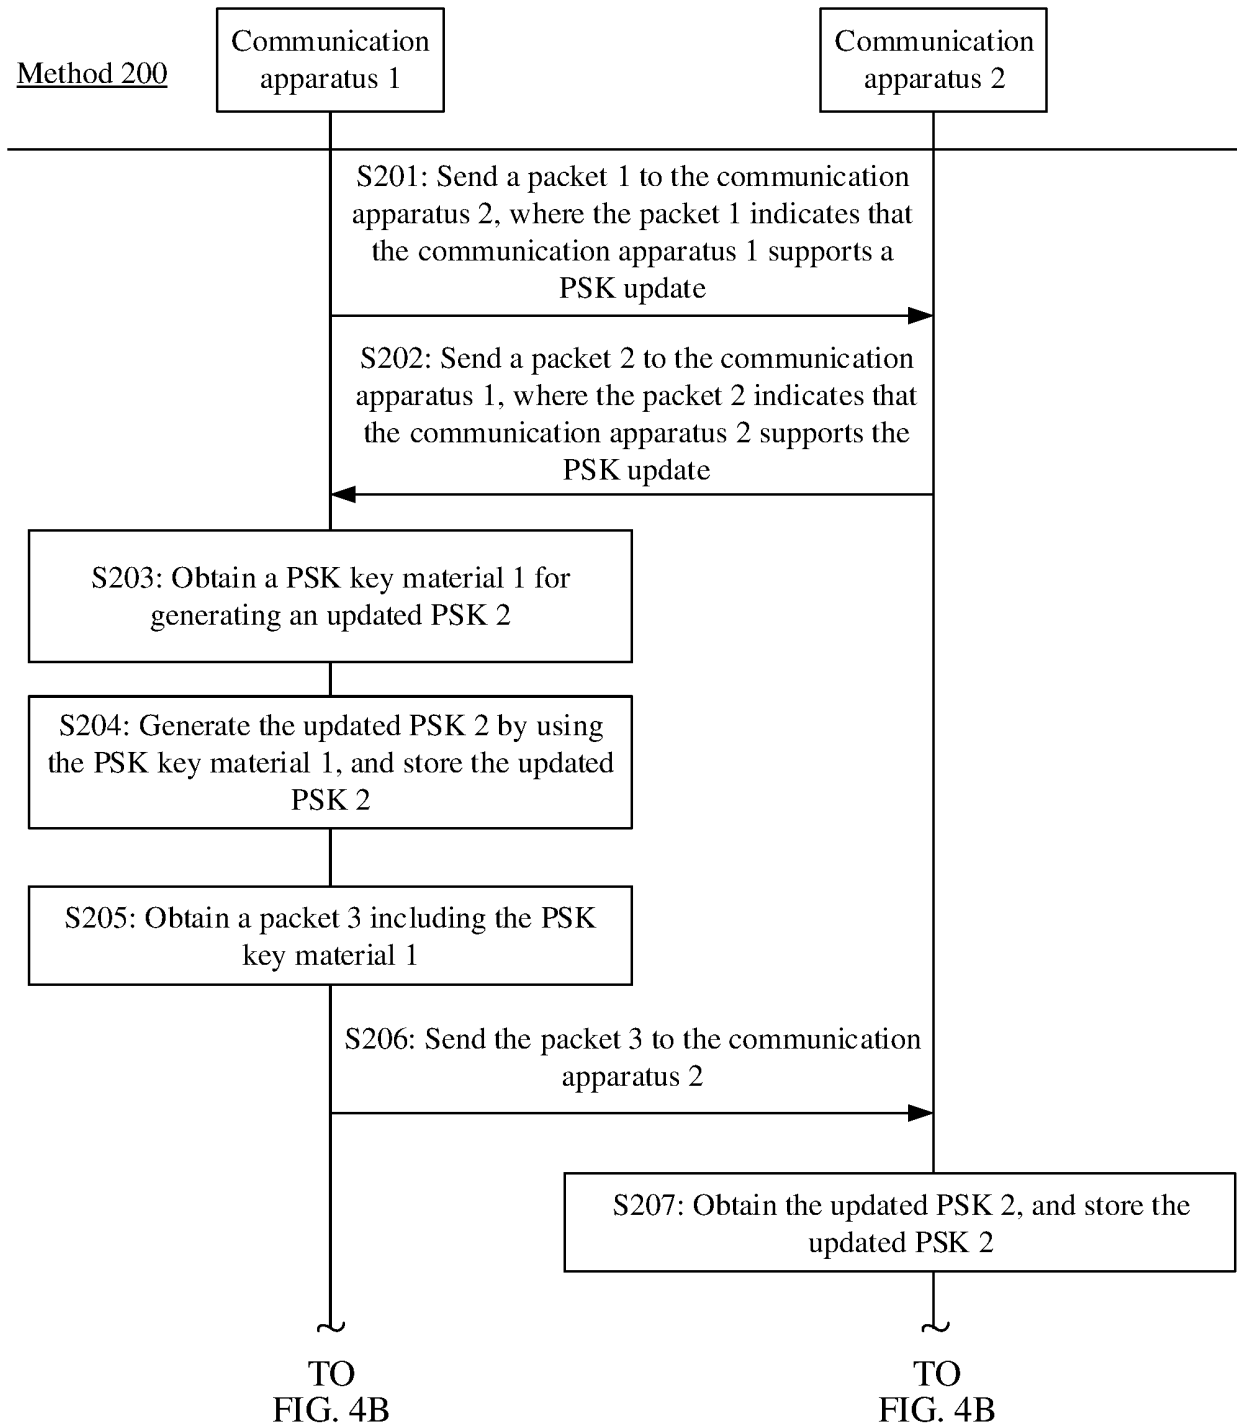 Method 200
Communication
apparatus 1
Communication
apparatus 2
S201: Send a packet 1 to the communication
apparatus 2, where the packet 1 indicates that
the communication apparatus 1 supports a
PSK update
S202: Send a packet 2 to the communication
apparatus 1, where the packet 2 indicates that
the communication apparatus 2 supports the
PSK update
S203: Obtain a PSK key material 1 for
generating an updated PSK 2
S204: Generate the updated PSK 2 by using
the PSK key material 1, and store the updated
PSK 2
S205: Obtain a packet 3 including the PSK
key material 1
S206: Send the packet 3 to the communication
apparatus 2
S207: Obtain the updated PSK 2, and store the
updated PSK 2
TO
FIG. 4B
TO
FIG. 4B